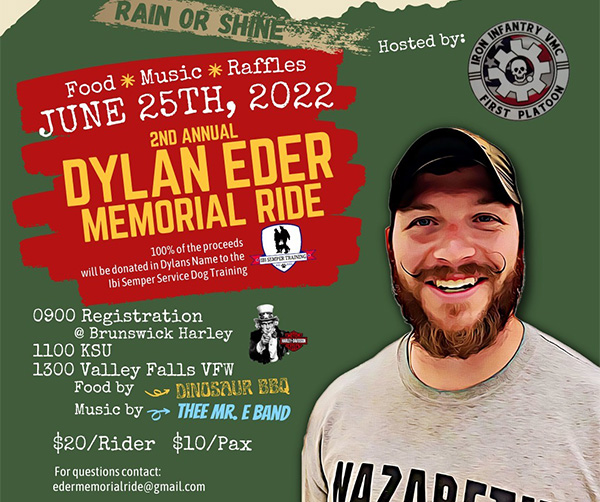 RAIN OR SHINE
Hosted by:
IRON INFANTRY VMC
FIRST PLATOON
Food * Music * Raffles
JUNE 25TH, 2022
2ND ANNUAL
DYLAN EDER
MEMORIAL RIDE
100% of the proceeds
will be donated in Dylans Name to the
Ibi Semper Service Dog Training
IBI SEMPER TRAINING
0900 Registration
@ Brunswick Harley
HARLEY-DAVIDSON
1100 KSU
1300 Valley Falls VFW
Food by DINOSAUR BBQ
Music by THEE MR. E BAND
$20/Rider $10/Pax
For questions contact:
edermemorialride@gmail.com
NAZARETH